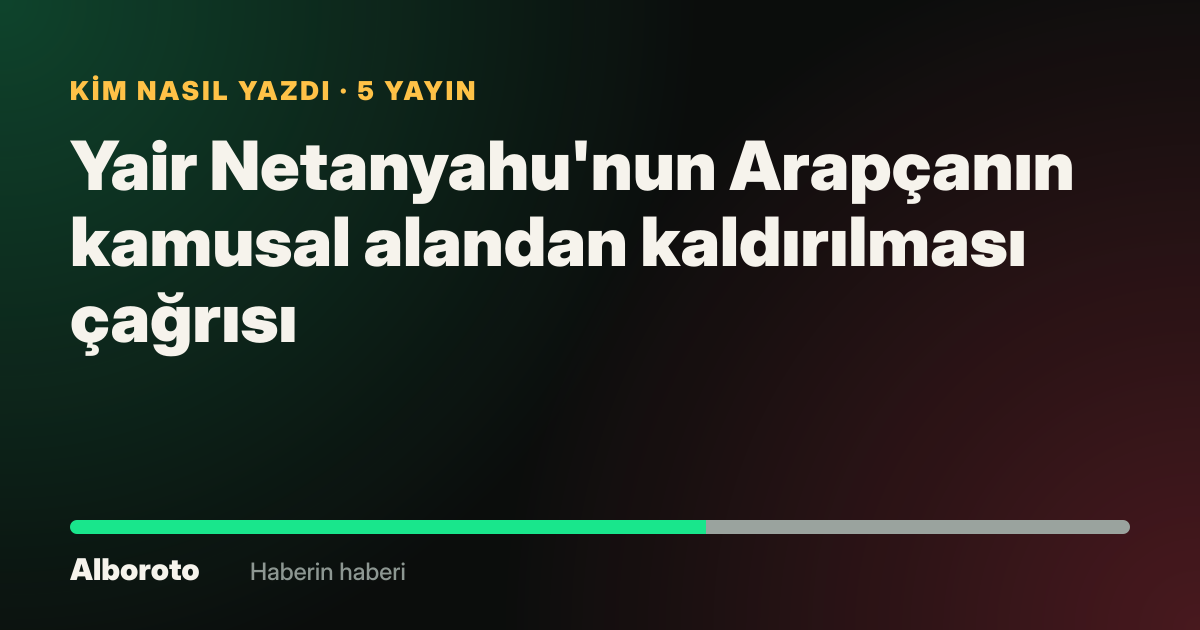 KİM NASIL YAZDI · 5 YAYIN
Yair Netanyahu'nun Arapçanın
kamusal alandan kaldırılması
çağrısı
Alboroto
Haberin haberi